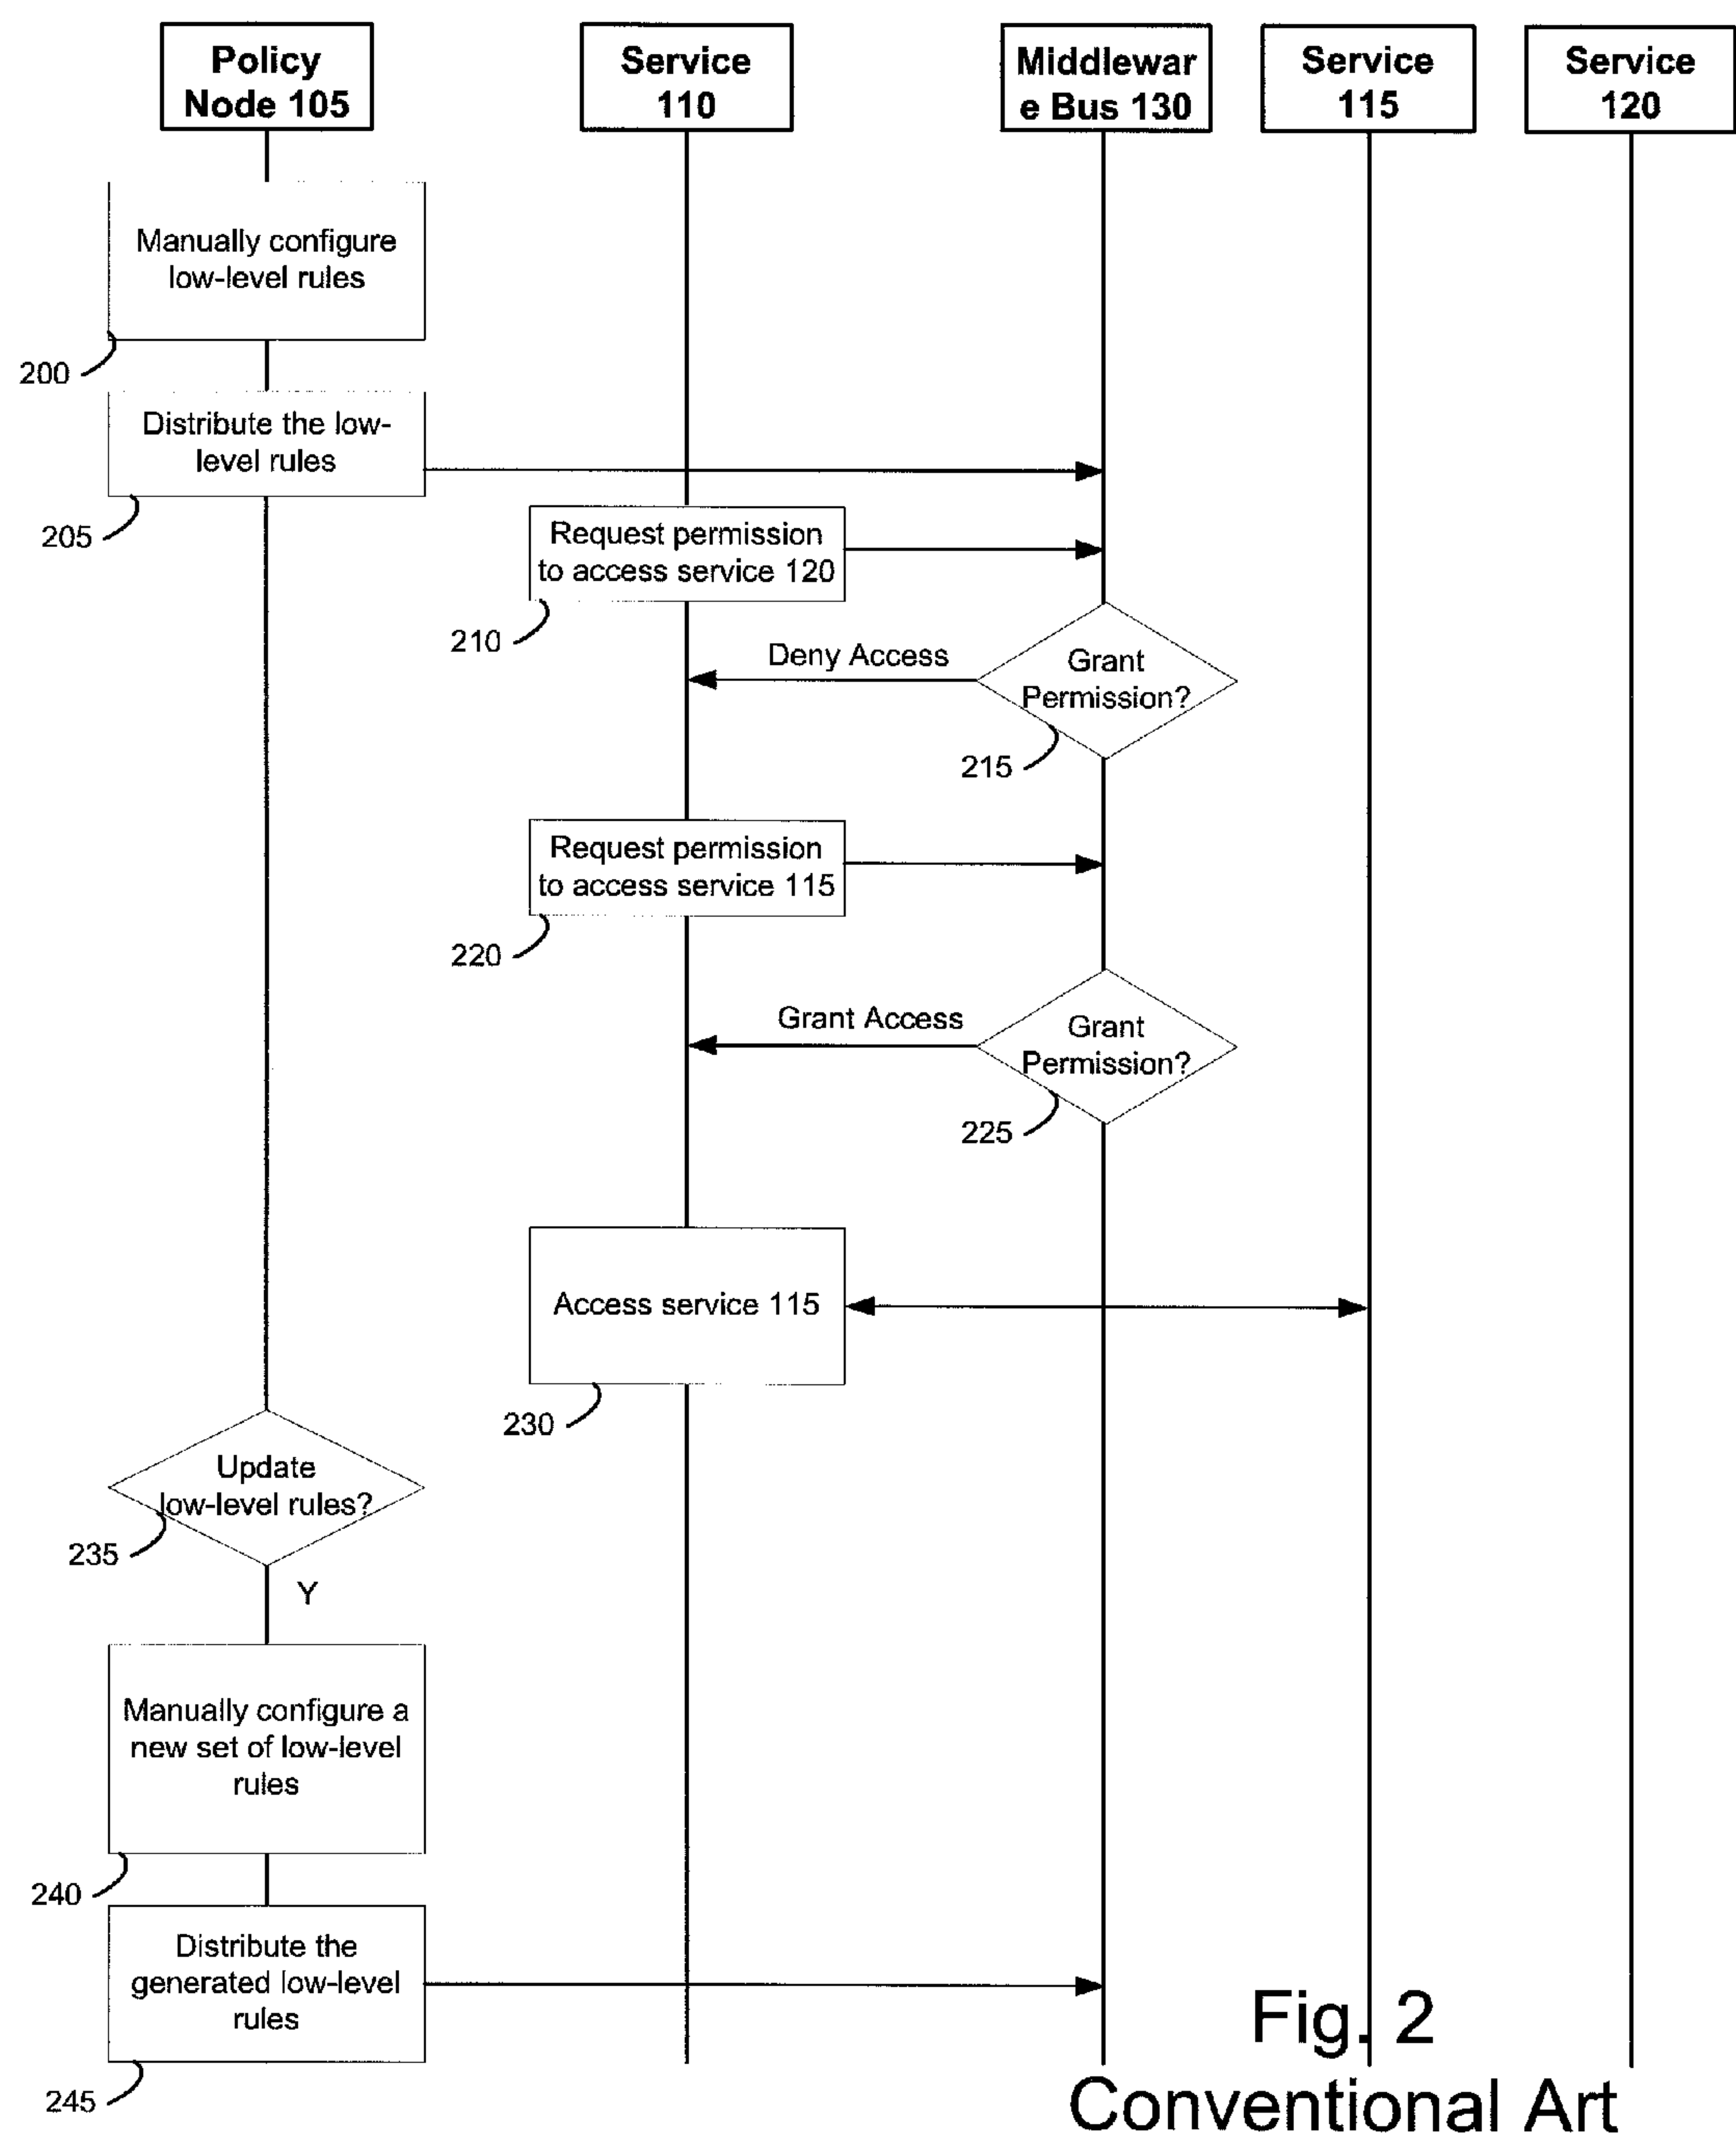 Policy
Node 105
Service
110
Middlewar
e Bus 130
Service
115
Service
120
Manually configure
low-level rules
200
Distribute the low-
level rules
205
Request permission
to access service 120
210
Deny Access
Grant
Permission?
215
Request permission
to access service 115
220
Grant Access
Grant
Permission?
225
Access service 115
230
Update
low-level rules?
235
Y
Manually configure a
new set of low-level
rules
240
Distribute the
generated low-level
rules
245
Fig. 2
Conventional Art